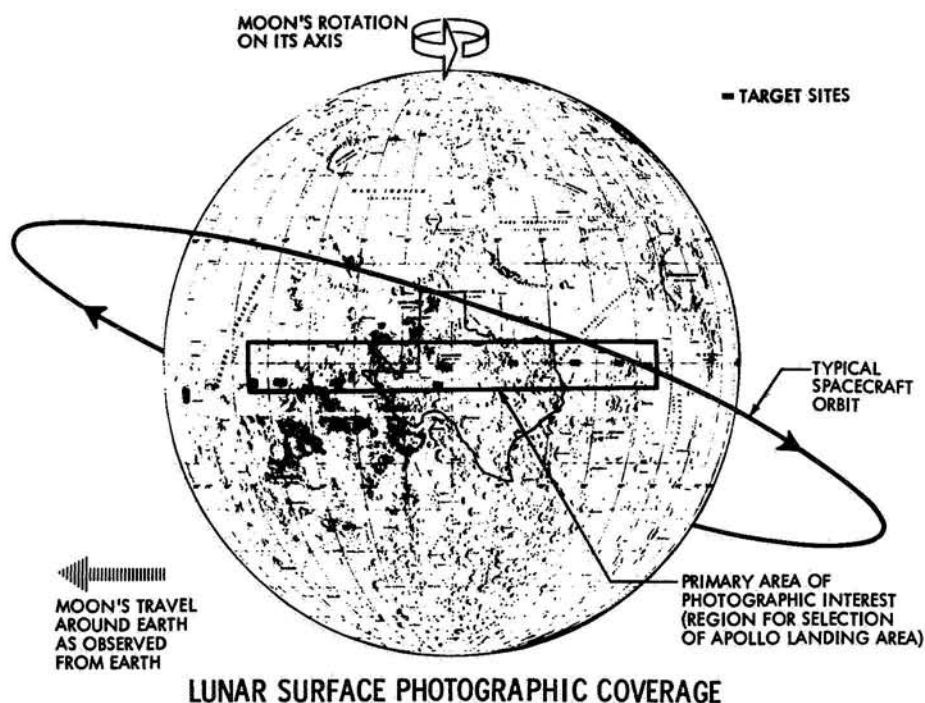 MOON'S ROTATION
ON ITS AXIS
TARGET SITES
TYPICAL
SPACECRAFT
ORBIT
MOON'S TRAVEL
AROUND EARTH
AS OBSERVED
FROM EARTH
PRIMARY AREA OF
PHOTOGRAPHIC INTEREST
(REGION FOR SELECTION
OF APOLLO LANDING AREA)
LUNAR SURFACE PHOTOGRAPHIC COVERAGE